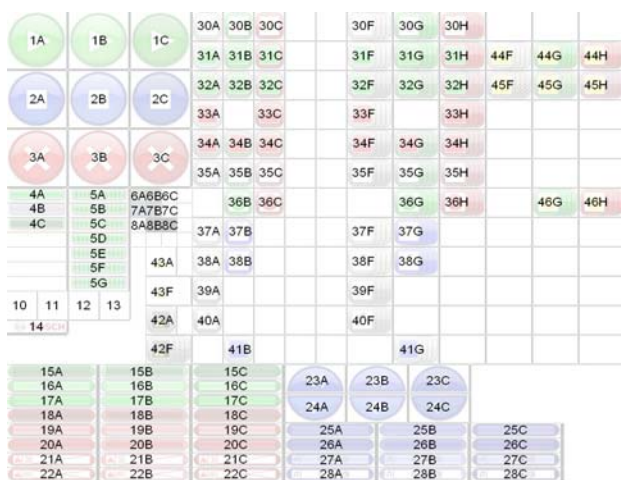 1A 1B 1C 30A 30B 30C 30F 30G 30H
31A 31B 31C 31F 31G 31H 44F 44G 44H
2A 2B 2C 32A 32B 32C 32F 32G 32H 45F 45G 45H
33A 33C 33F 33H
3A 3B 3C 34A 34B 34C 34F 34G 34H
35A 35B 35C 35F 35G 35H
4A 5A 6A6B6C 36B 36C 36G 36H 46G 46H
4B 5B 7A7B7C
4C 5C 8A8B8C 37A 37B 37F 37G
5D
5E 43A 38A 38B 38F 38G
5F
5G 43F 39A 39F
10 11 12 13
14 SCH 42A 40A 40F
42F 41B 41G
15A 15B 15C 23A 23B 23C
16A 16B 16C
17A 17B 17C 24A 24B 24C
18A 18B 18C
19A 19B 19C 25A 25B 25C
20A 20B 20C 26A 26B 26C
21A 21B 21C 27A 27B 27C
22A 22B 22C 28A 28B 28C